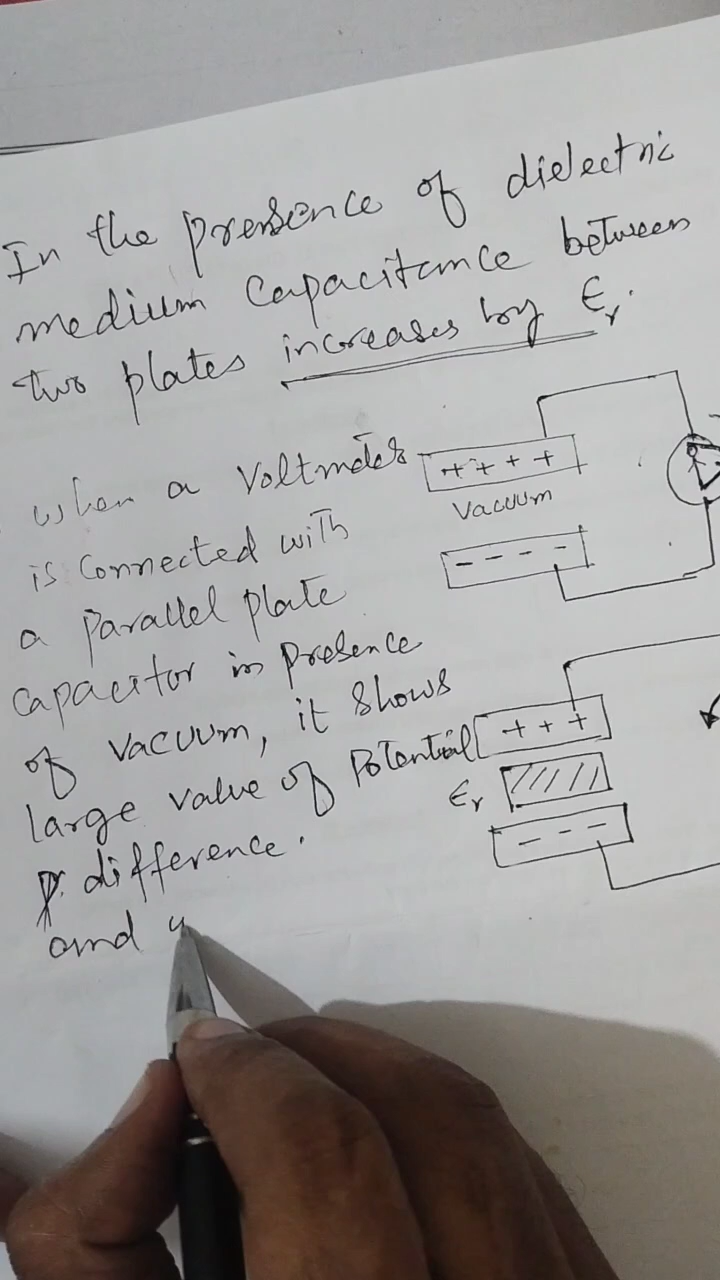 In the presence of dielectric
medium Capacitance between
two plates increases by ϵr.
when a Voltmeter
is Connected with
a parallel plate
Capacitor in presence
of Vacuum, it shows
large value of Potential
difference.
and
+ + + +
Vacuum
- - - -
+ + +
ϵr
- - -